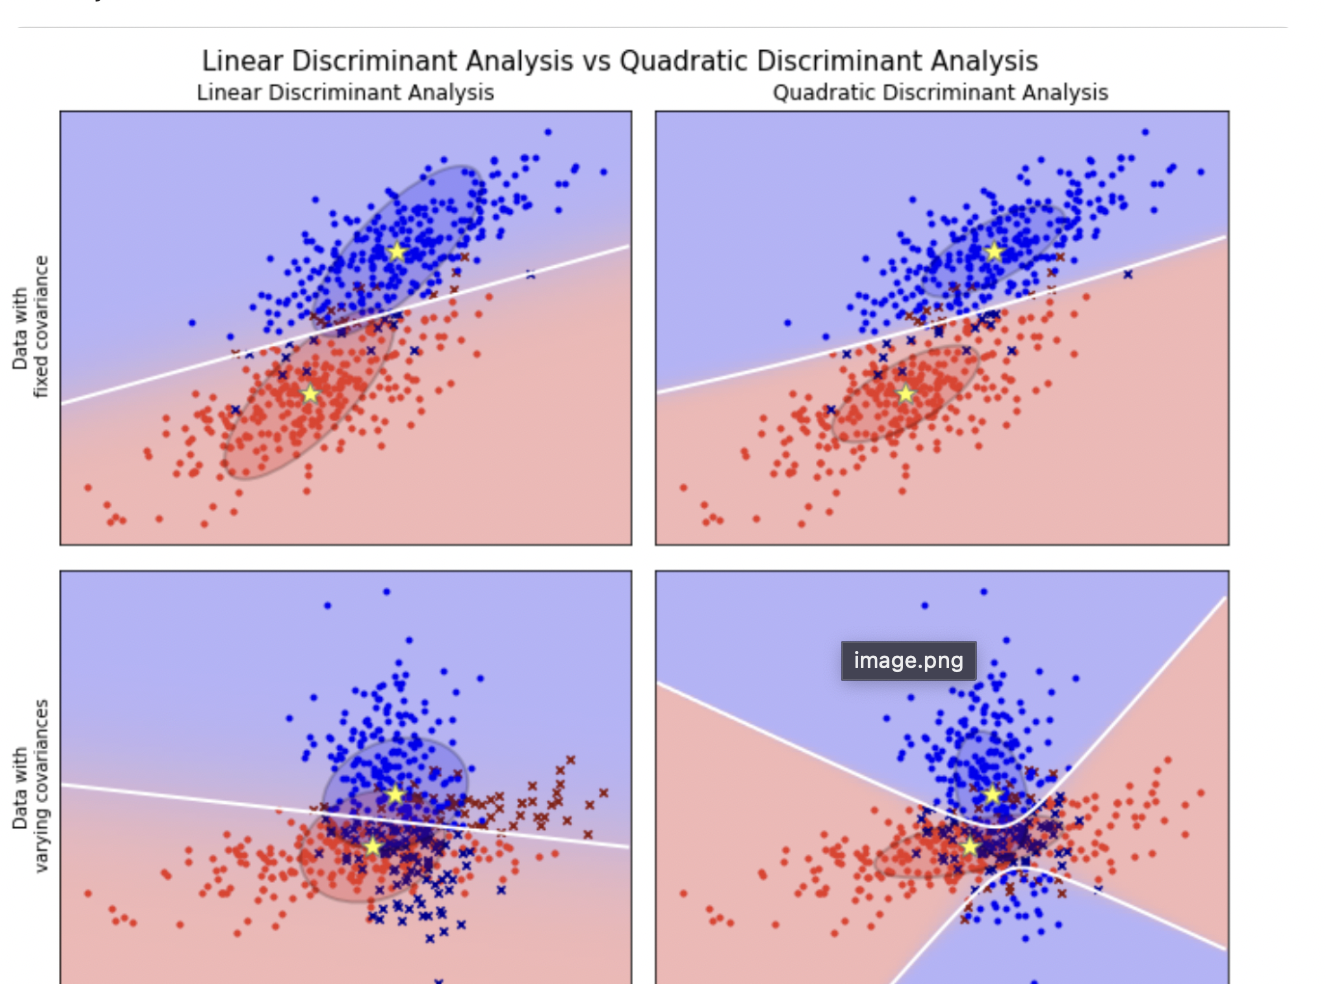 Linear Discriminant Analysis vs Quadratic Discriminant Analysis
Linear Discriminant Analysis
Quadratic Discriminant Analysis
Data with
fixed covariance
image.png
Data with
varying covariances